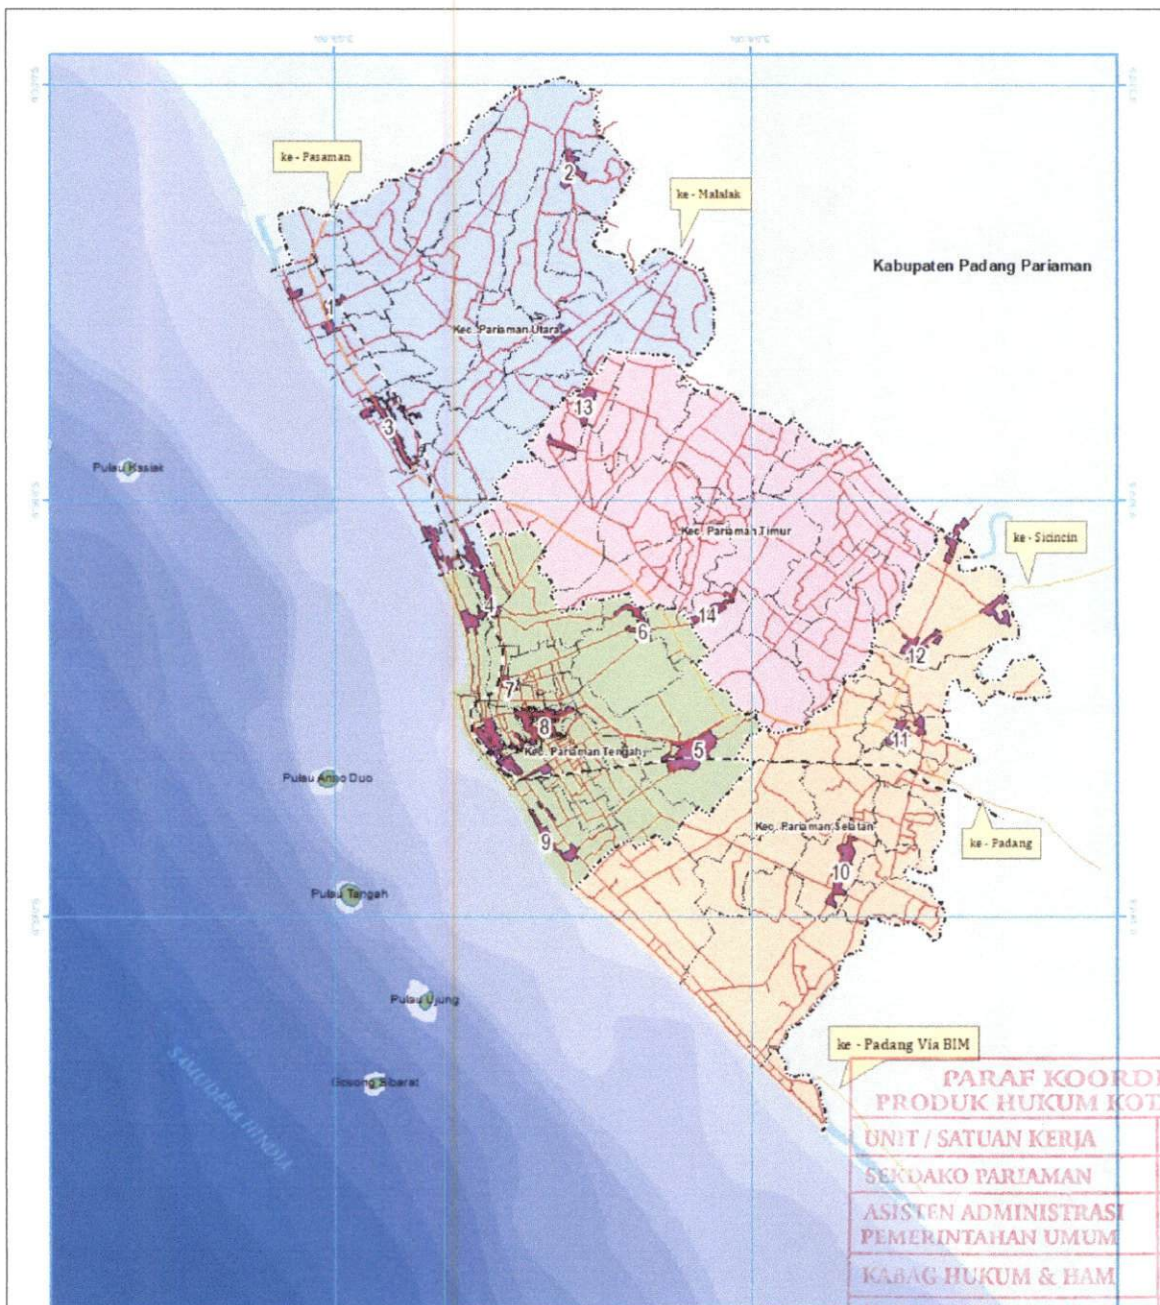 ke - Pasaman
2
ke - Malalak
Kabupaten Padang Pariaman
1
Kec. Pariaman Utara
13
3
Pulau Kasiak
Kec. Pariaman Timur
ke - Sicincin
4
6
14
12
7
8
Kec. Pariaman Tengah
5
11
Pulau Anso Duo
Kec. Pariaman Selatan
9
ke - Padang
10
Pulau Tangah
Pulau Ujung
ke - Padang Via BIM
Gosong Sibarat
SAMUDERA HINDIA
PARAF KOORDI
PRODUK HUKUM KOT
UNIT / SATUAN KERJA
SEKDAKO PARIAMAN
ASISTEN ADMINISTRASI
PEMERINTAHAN UMUM
KABAG HUKUM & HAM